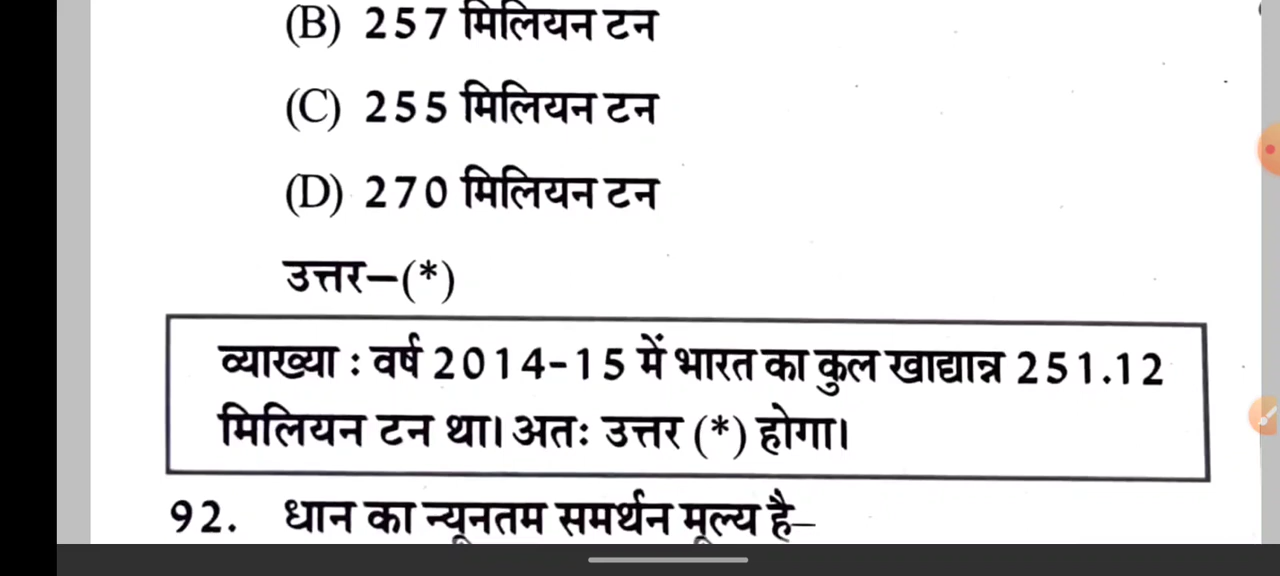 (B) 257 मिलियन टन
(C) 255 मिलियन टन
(D) 270 मिलियन टन
उत्तर–(*)
व्याख्या : वर्ष 2014-15 में भारत का कुल खाद्यान्न 251.12
मिलियन टन था। अतः उत्तर (*) होगा।
92. धान का न्यूनतम समर्थन मूल्य है–